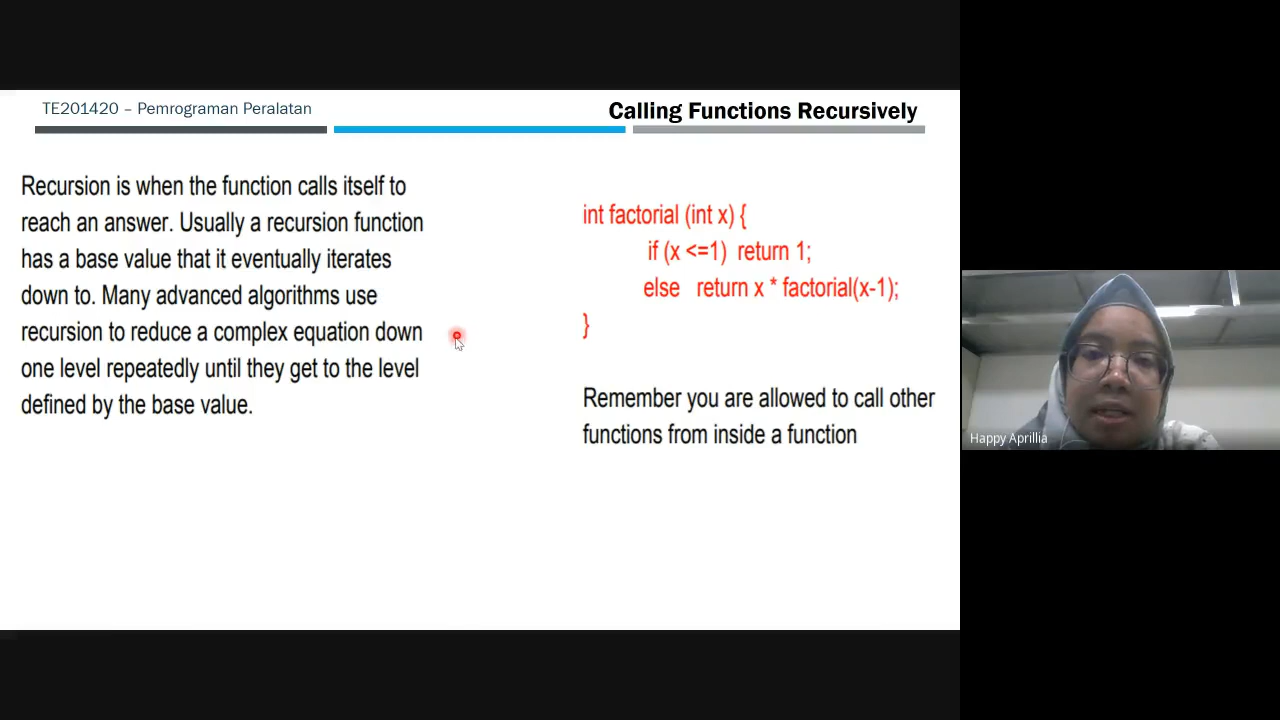 TE201420 – Pemrograman Peralatan
Calling Functions Recursively
Recursion is when the function calls itself to
reach an answer. Usually a recursion function
has a base value that it eventually iterates
down to. Many advanced algorithms use
recursion to reduce a complex equation down
one level repeatedly until they get to the level
defined by the base value.
int factorial (int x) {
if (x <=1) return 1;
else return x * factorial(x-1);
}
Remember you are allowed to call other
functions from inside a function
Happy Aprillia